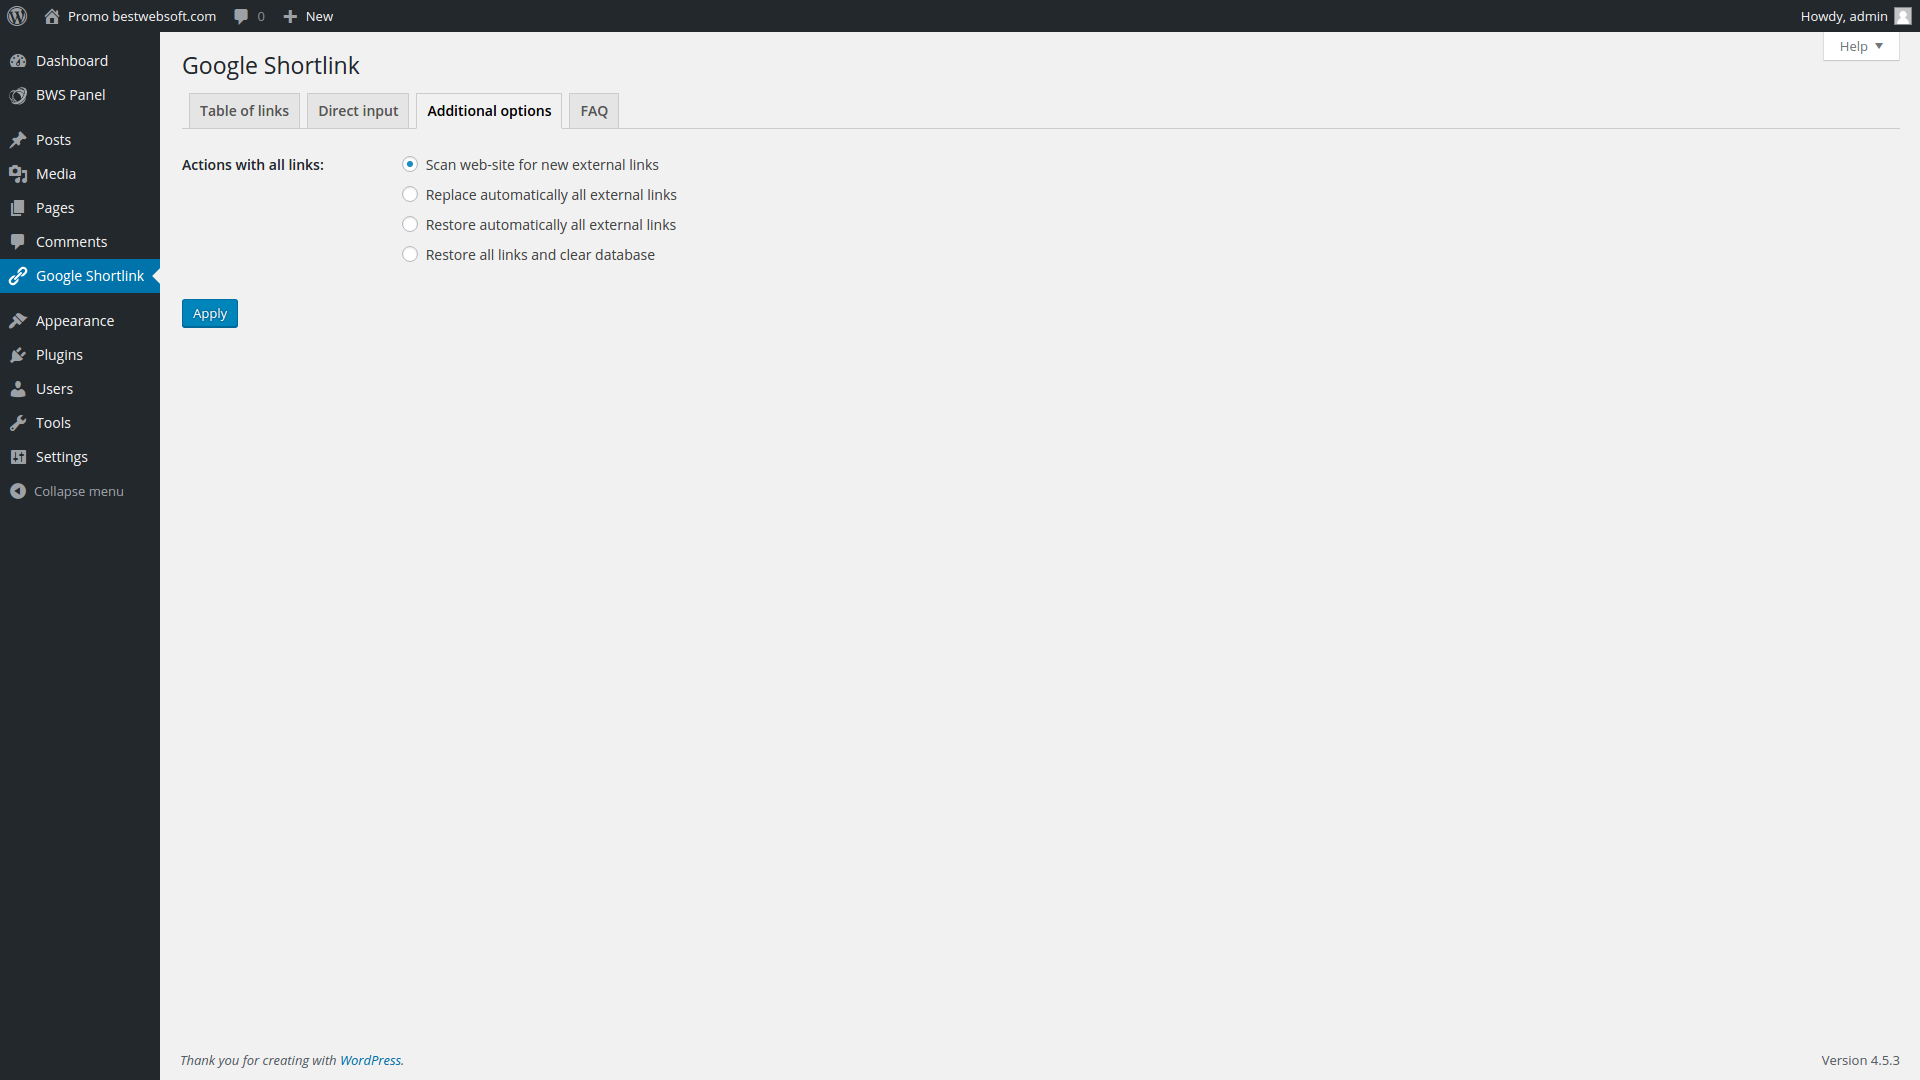 Promo bestwebsoft.com 0 New Howdy, admin
Help
Dashboard
BWS Panel
Posts
Media
Pages
Comments
Google Shortlink
Appearance
Plugins
Users
Tools
Settings
Collapse menu
Google Shortlink
Table of links Direct input Additional options FAQ
Actions with all links:
Scan web-site for new external links
Replace automatically all external links
Restore automatically all external links
Restore all links and clear database
Apply
Thank you for creating with WordPress. Version 4.5.3